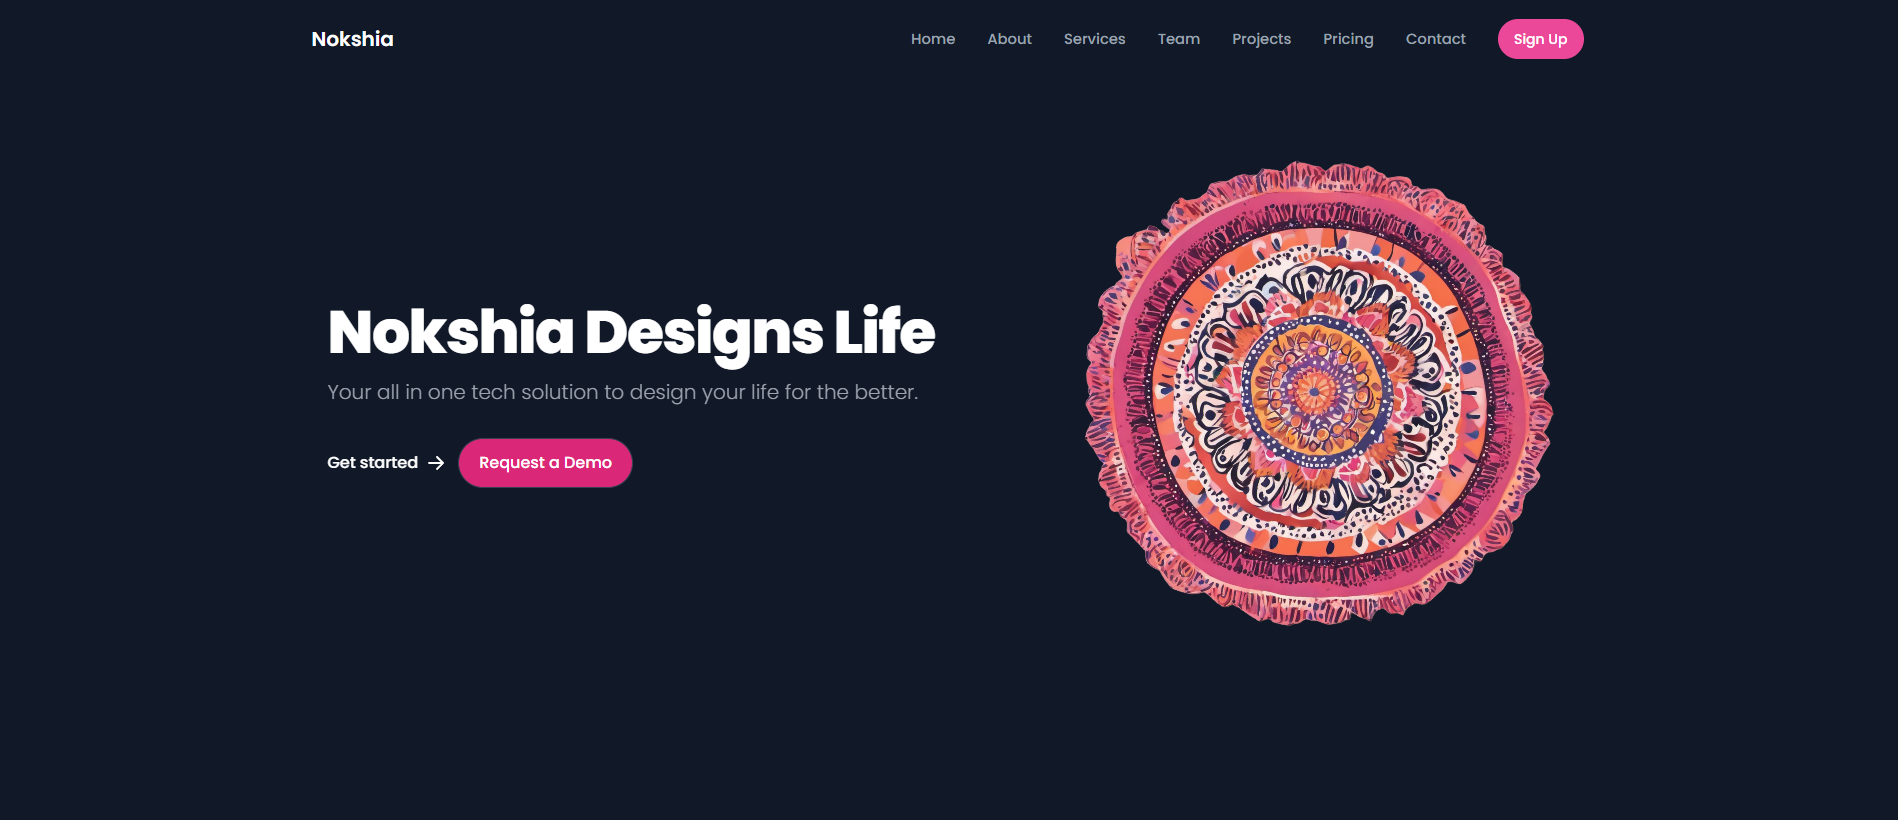 Nokshia
Home About Services Team Projects Pricing Contact Sign Up
Nokshia Designs Life
Your all in one tech solution to design your life for the better.
Get started → Request a Demo